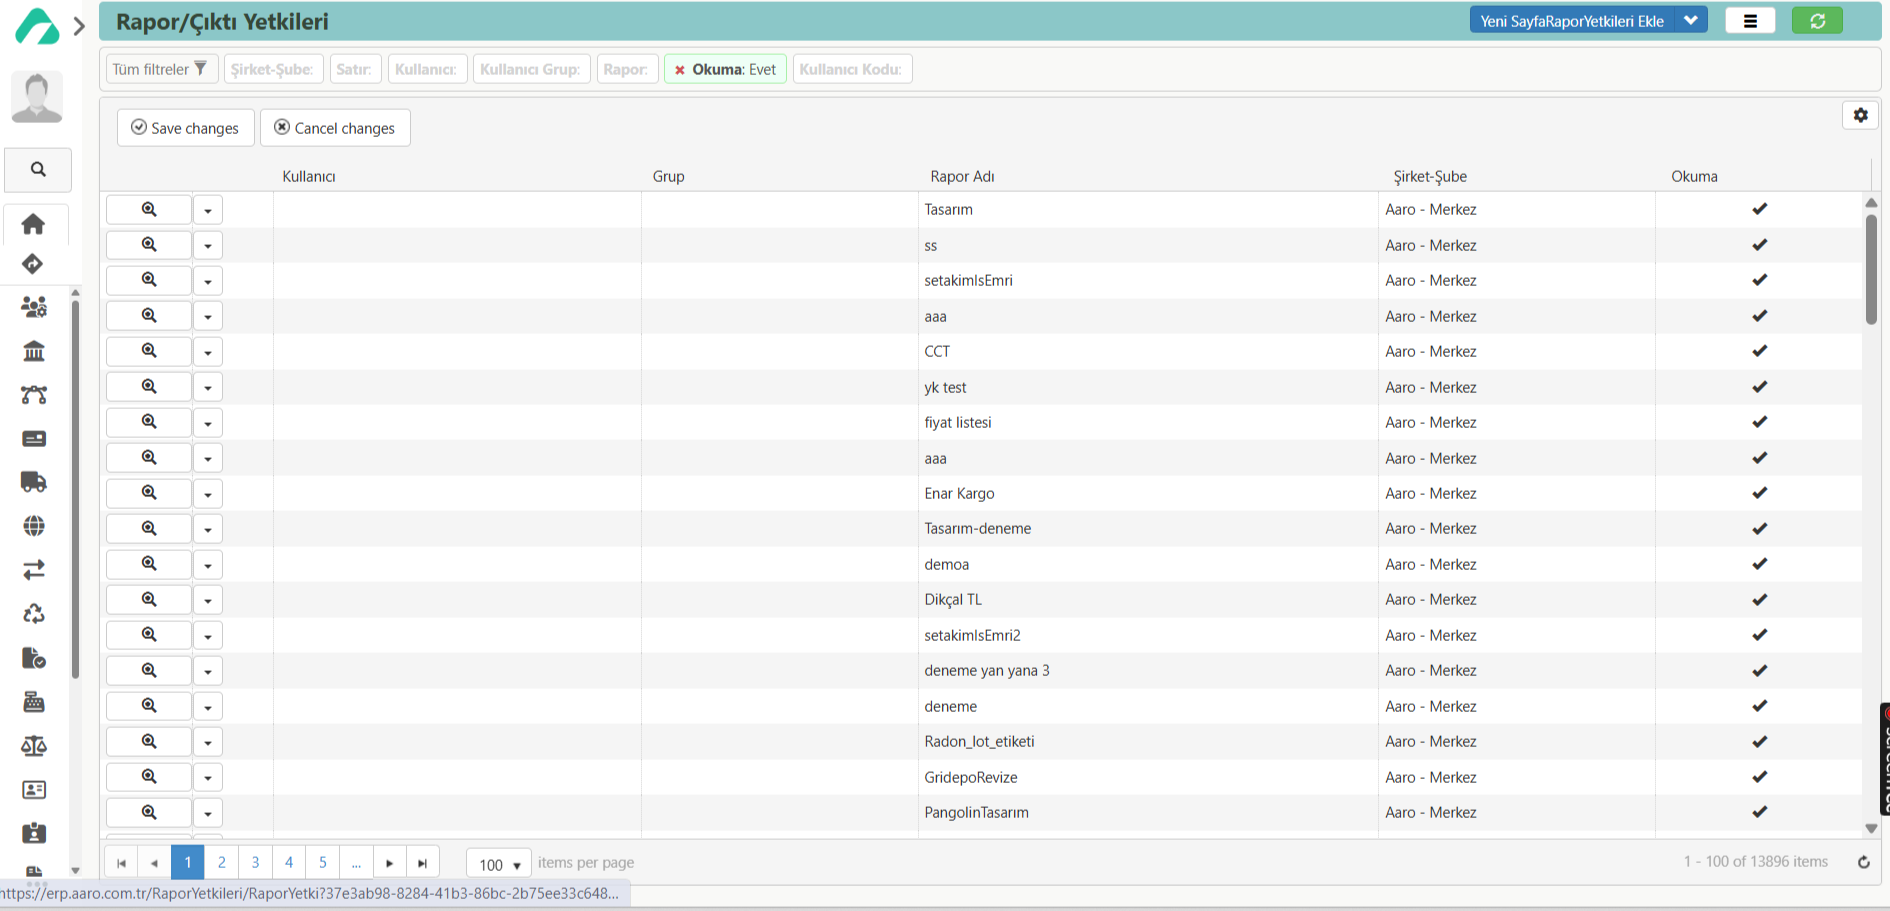 Rapor/Çıktı Yetkileri
Yeni SayfaRaporYetkileri Ekle
Tüm filtreler Şirket-Şube: Satır: Kullanıcı: Kullanıcı Grup: Rapor: Okuma: Evet Kullanıcı Kodu:
Save changes Cancel changes
Kullanıcı Grup Rapor Adı Şirket-Şube Okuma
Tasarım Aaro - Merkez
ss Aaro - Merkez
setakimIsEmri Aaro - Merkez
aaa Aaro - Merkez
CCT Aaro - Merkez
yk test Aaro - Merkez
fiyat listesi Aaro - Merkez
aaa Aaro - Merkez
Enar Kargo Aaro - Merkez
Tasarım-deneme Aaro - Merkez
demoa Aaro - Merkez
Dikçal TL Aaro - Merkez
setakimIsEmri2 Aaro - Merkez
deneme yan yana 3 Aaro - Merkez
deneme Aaro - Merkez
Radon_lot_etiketi Aaro - Merkez
GridepoRevize Aaro - Merkez
PangolinTasarım Aaro - Merkez
1 2 3 4 5 ... 100 items per page 1 - 100 of 13896 items
https://erp.aaro.com.tr/RaporYetkileri/RaporYetki?37e3ab98-8284-41b3-86bc-2b75ee33c648...